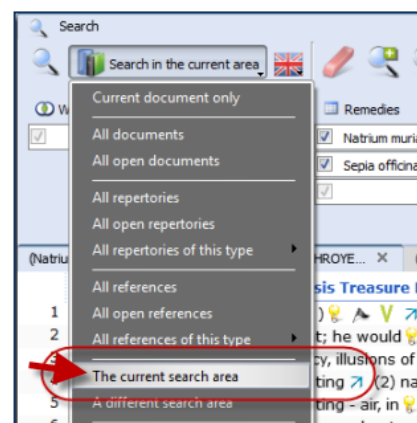 Search
Search in the current area
Current document only
Remedies
All documents
Natrium muria
All open documents
Sepia officina
All repertories
All open repertories
All repertories of this type
(Natriu
HROYE...
All references
sis Treasure
1
All open references
)
2
All references of this type
t; he would
cy, illusions of
The current search area
ting (2) na
5
A different search area
ting - air, in